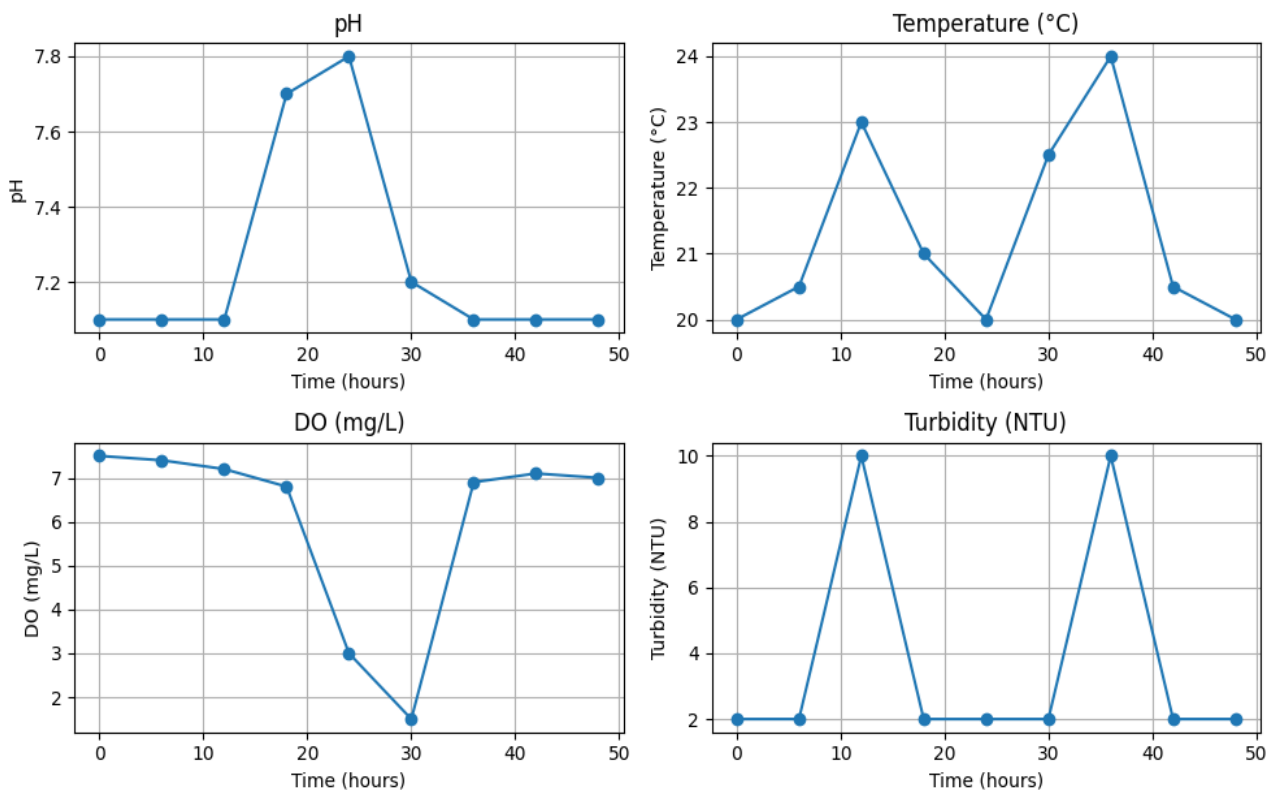 pH
pH
7.8
7.6
7.4
7.2
0 10 20 30 40 50
Time (hours)
Temperature (°C)
Temperature (°C)
24
23
22
21
20
0 10 20 30 40 50
Time (hours)
DO (mg/L)
DO (mg/L)
7
6
5
4
3
2
0 10 20 30 40 50
Time (hours)
Turbidity (NTU)
Turbidity (NTU)
10
8
6
4
2
0 10 20 30 40 50
Time (hours)